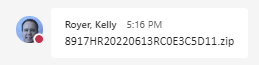 Royer, Kelly 5:16 PM
8917HR20220613RC0E3C5D11.zip